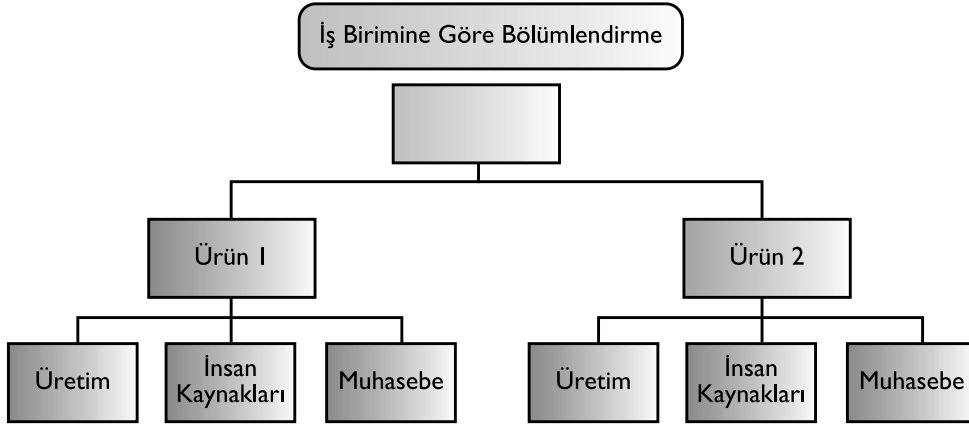 İş Birimine Göre Bölümlendirme
Ürün 1
Ürün 2
Üretim
İnsan
Kaynakları
Muhasebe
Üretim
İnsan
Kaynakları
Muhasebe